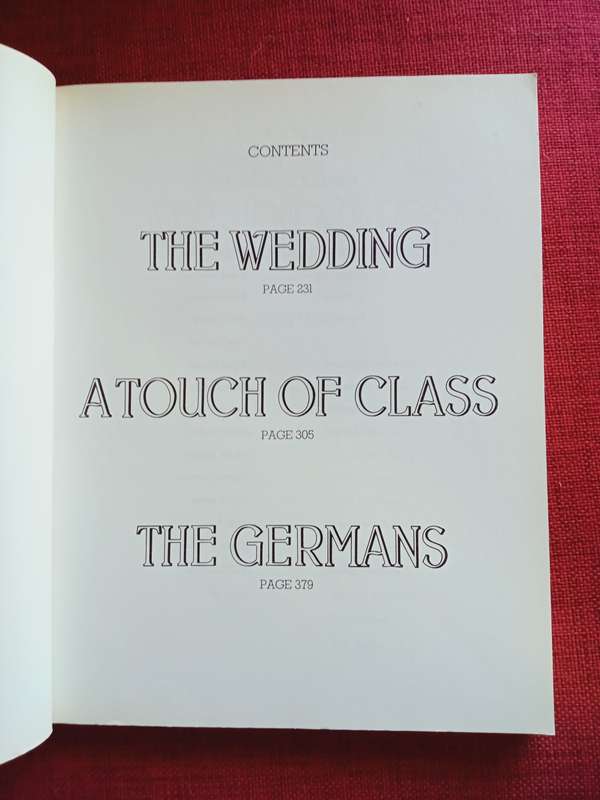 CONTENTS
THE WEDDING
PAGE 231
A TOUCH OF CLASS
PAGE 305
THE GERMANS
PAGE 379